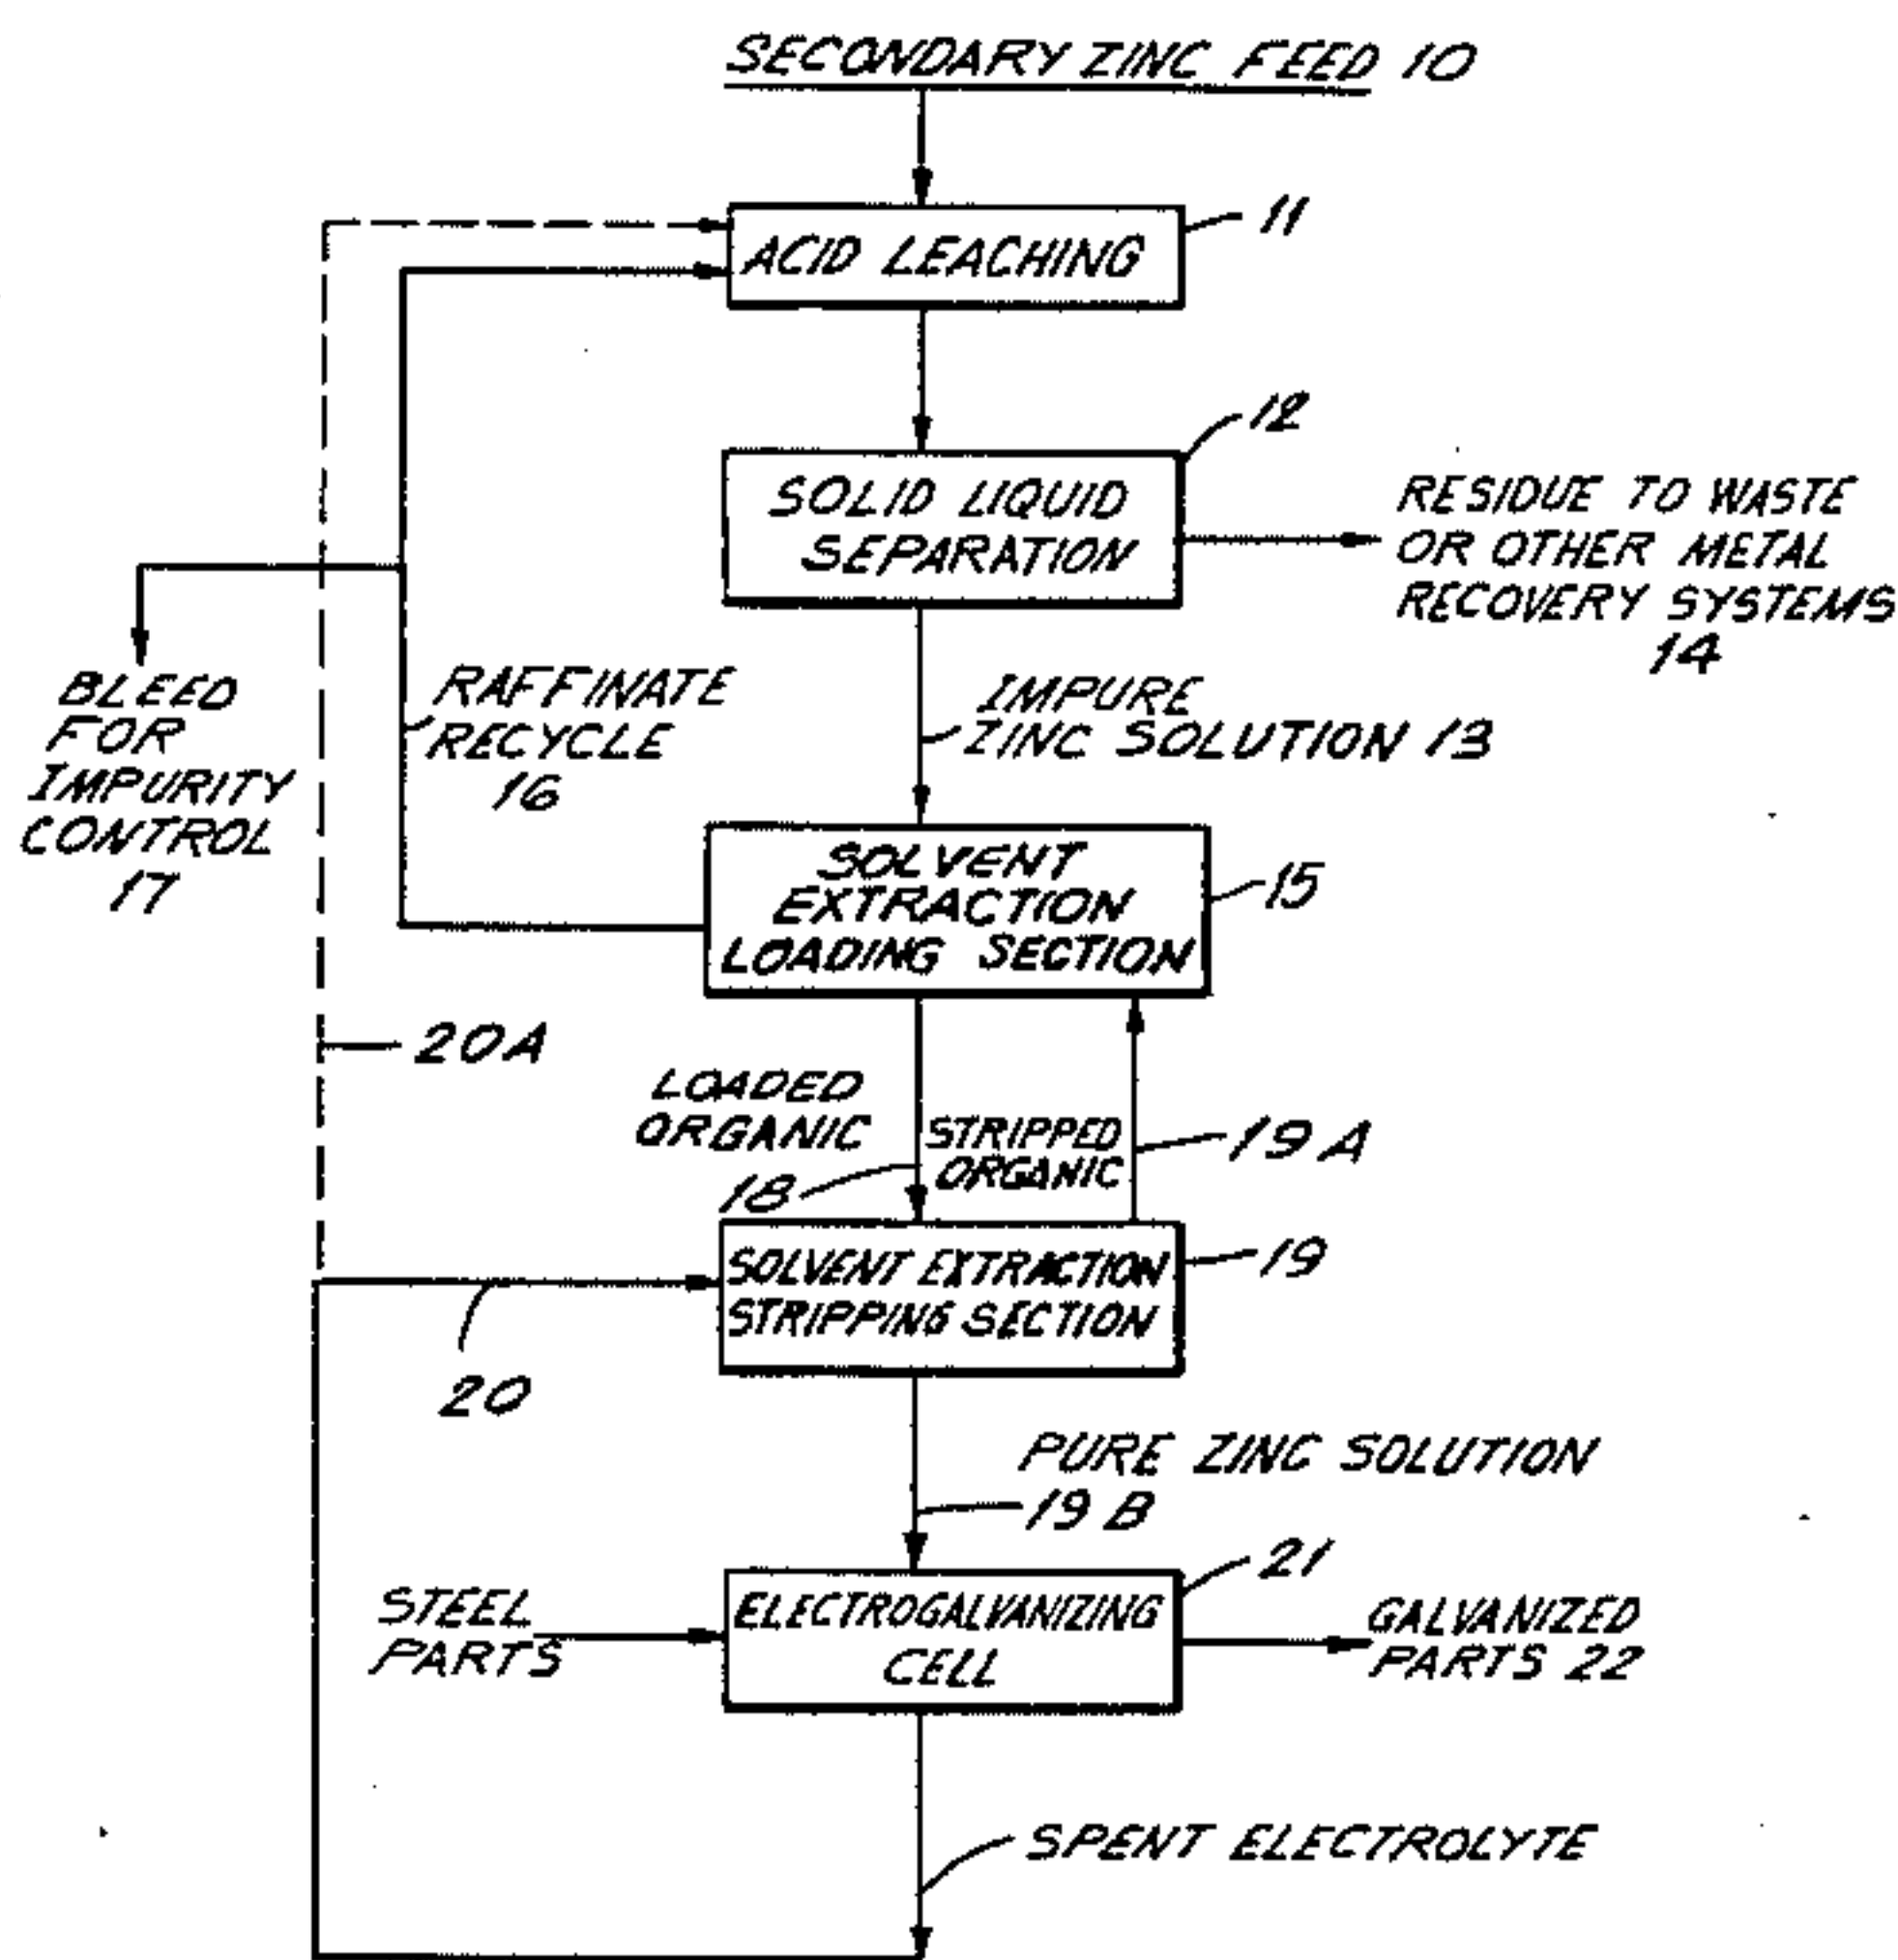 SECONDARY ZINC FEED 10
ACID LEACHING
11
SOLID LIQUID
SEPARATION
12
RESIDUE TO WASTE
OR OTHER METAL
RECOVERY SYSTEMS
14
BLEED
FOR
IMPURITY
CONTROL
17
RAFFINATE
RECYCLE
16
IMPURE
ZINC SOLUTION 13
SOLVENT
EXTRACTION
LOADING SECTION
15
20A
LOADED
ORGANIC
18
STRIPPED
ORGANIC
19A
SOLVENT EXTRACTION
STRIPPING SECTION
19
20
PURE ZINC SOLUTION
19B
STEEL
PARTS
ELECTROGALVANIZING
CELL
21
GALVANIZED
PARTS 22
SPENT ELECTROLYTE